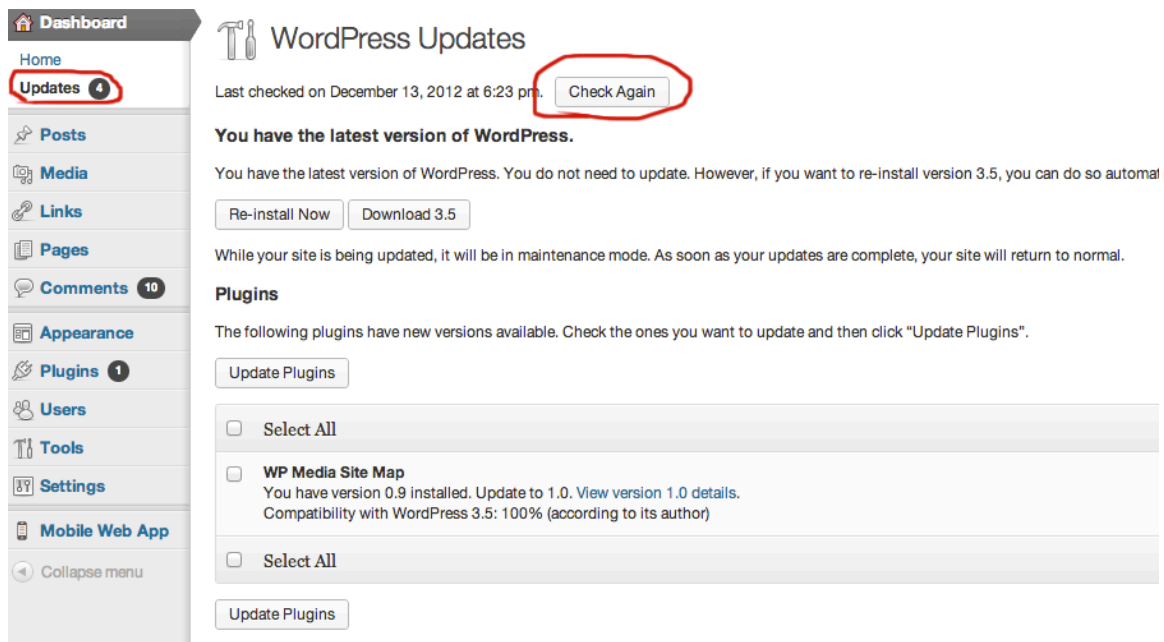 Dashboard
Home
Updates 4
Posts
Media
Links
Pages
Comments 10
Appearance
Plugins 1
Users
Tools
Settings
Mobile Web App
Collapse menu
WordPress Updates
Last checked on December 13, 2012 at 6:23 pm. Check Again
You have the latest version of WordPress.
You have the latest version of WordPress. You do not need to update. However, if you want to re-install version 3.5, you can do so automat
Re-install Now Download 3.5
While your site is being updated, it will be in maintenance mode. As soon as your updates are complete, your site will return to normal.
Plugins
The following plugins have new versions available. Check the ones you want to update and then click “Update Plugins”.
Update Plugins
Select All
WP Media Site Map
You have version 0.9 installed. Update to 1.0. View version 1.0 details.
Compatibility with WordPress 3.5: 100% (according to its author)
Select All
Update Plugins